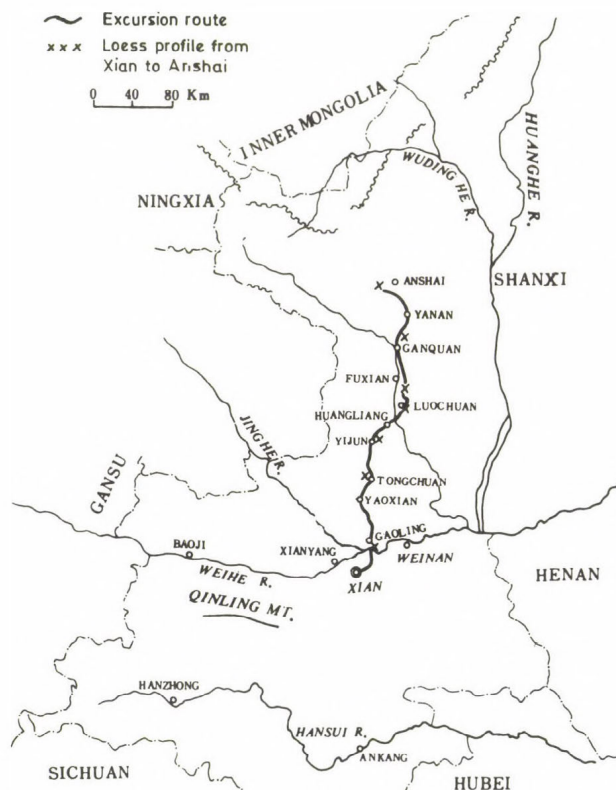 Excursion route
x x x Loess profile from
Xian to Anshai
0 40 80 Km
INNER MONGOLIA
HUANGHE R.
WUDING HE R.
NINGXIA
ANSHAI
SHANXI
YANAN
GANQUAN
FUXIAN
LUOCHUAN
HUANGLIANG
JINGHE R.
YIJUN
TONGCHUAN
GANSU
YAOXIAN
GAOLING
BAOJI
XIANYANG
WEINAN
WEIHE R.
XIAN
HENAN
QINLING MT.
HANZHONG
HANSUI R.
ANKANG
SICHUAN
HUBEI